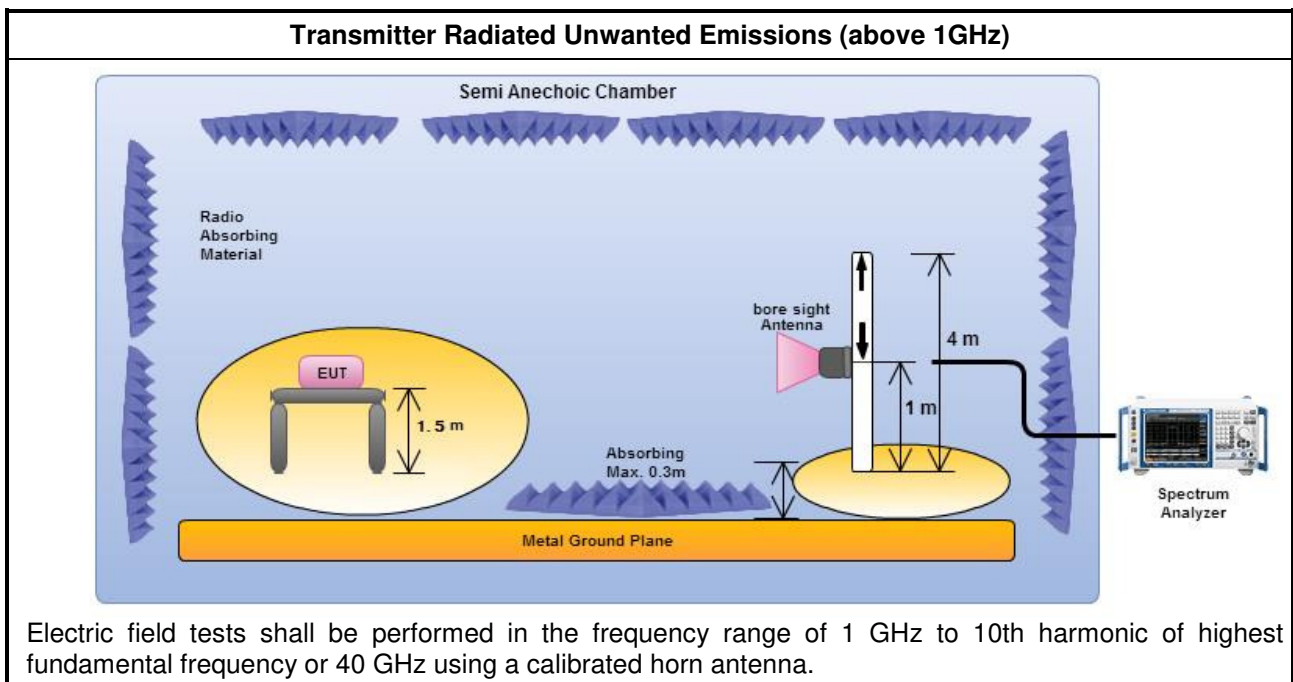 Transmitter Radiated Unwanted Emissions (above 1GHz)
Semi Anechoic Chamber
Radio
Absorbing
Material
bore sight
Antenna
4 m
EUT
1.5 m
1 m
Absorbing
Max. 0.3m
Spectrum
Analyzer
Metal Ground Plane
Electric field tests shall be performed in the frequency range of 1 GHz to 10th harmonic of highest
fundamental frequency or 40 GHz using a calibrated horn antenna.